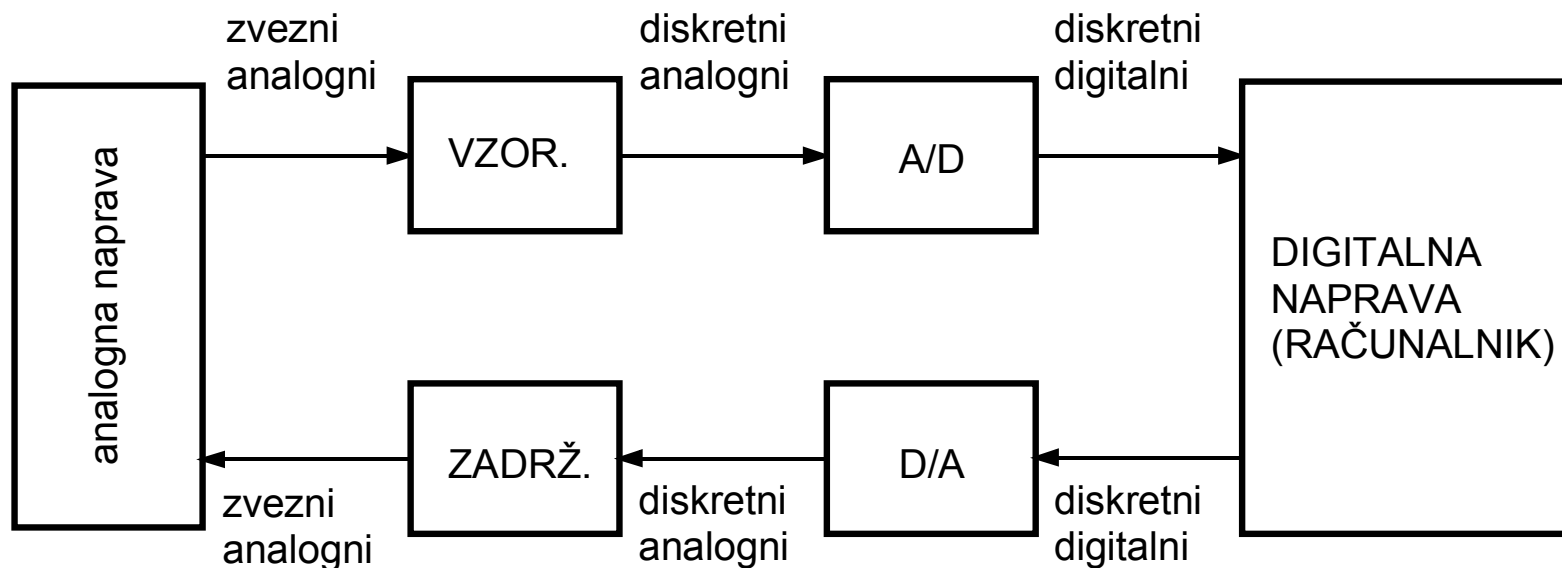 zvezni
analogni
diskretni
analogni
diskretni
digitalni
analogna naprava
VZOR.
A/D
DIGITALNA
NAPRAVA
(RAČUNALNIK)
ZADRŽ.
D/A
zvezni
analogni
diskretni
analogni
diskretni
digitalni